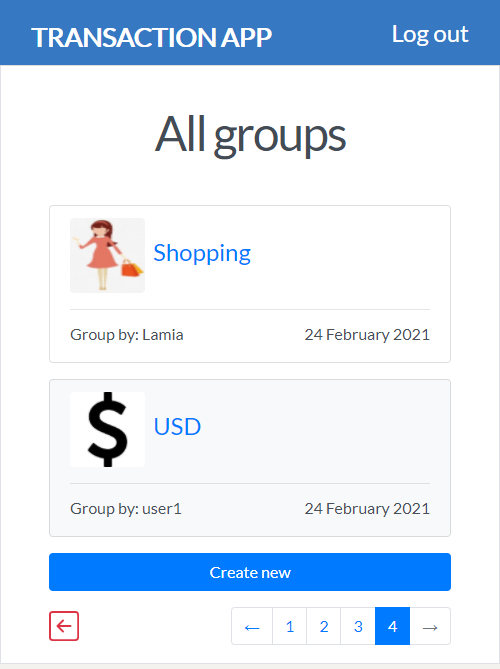 TRANSACTION APP Log out
All groups
Shopping
Group by: Lamia 24 February 2021
$ USD
Group by: user1 24 February 2021
Create new
← ← 1 2 3 4 →